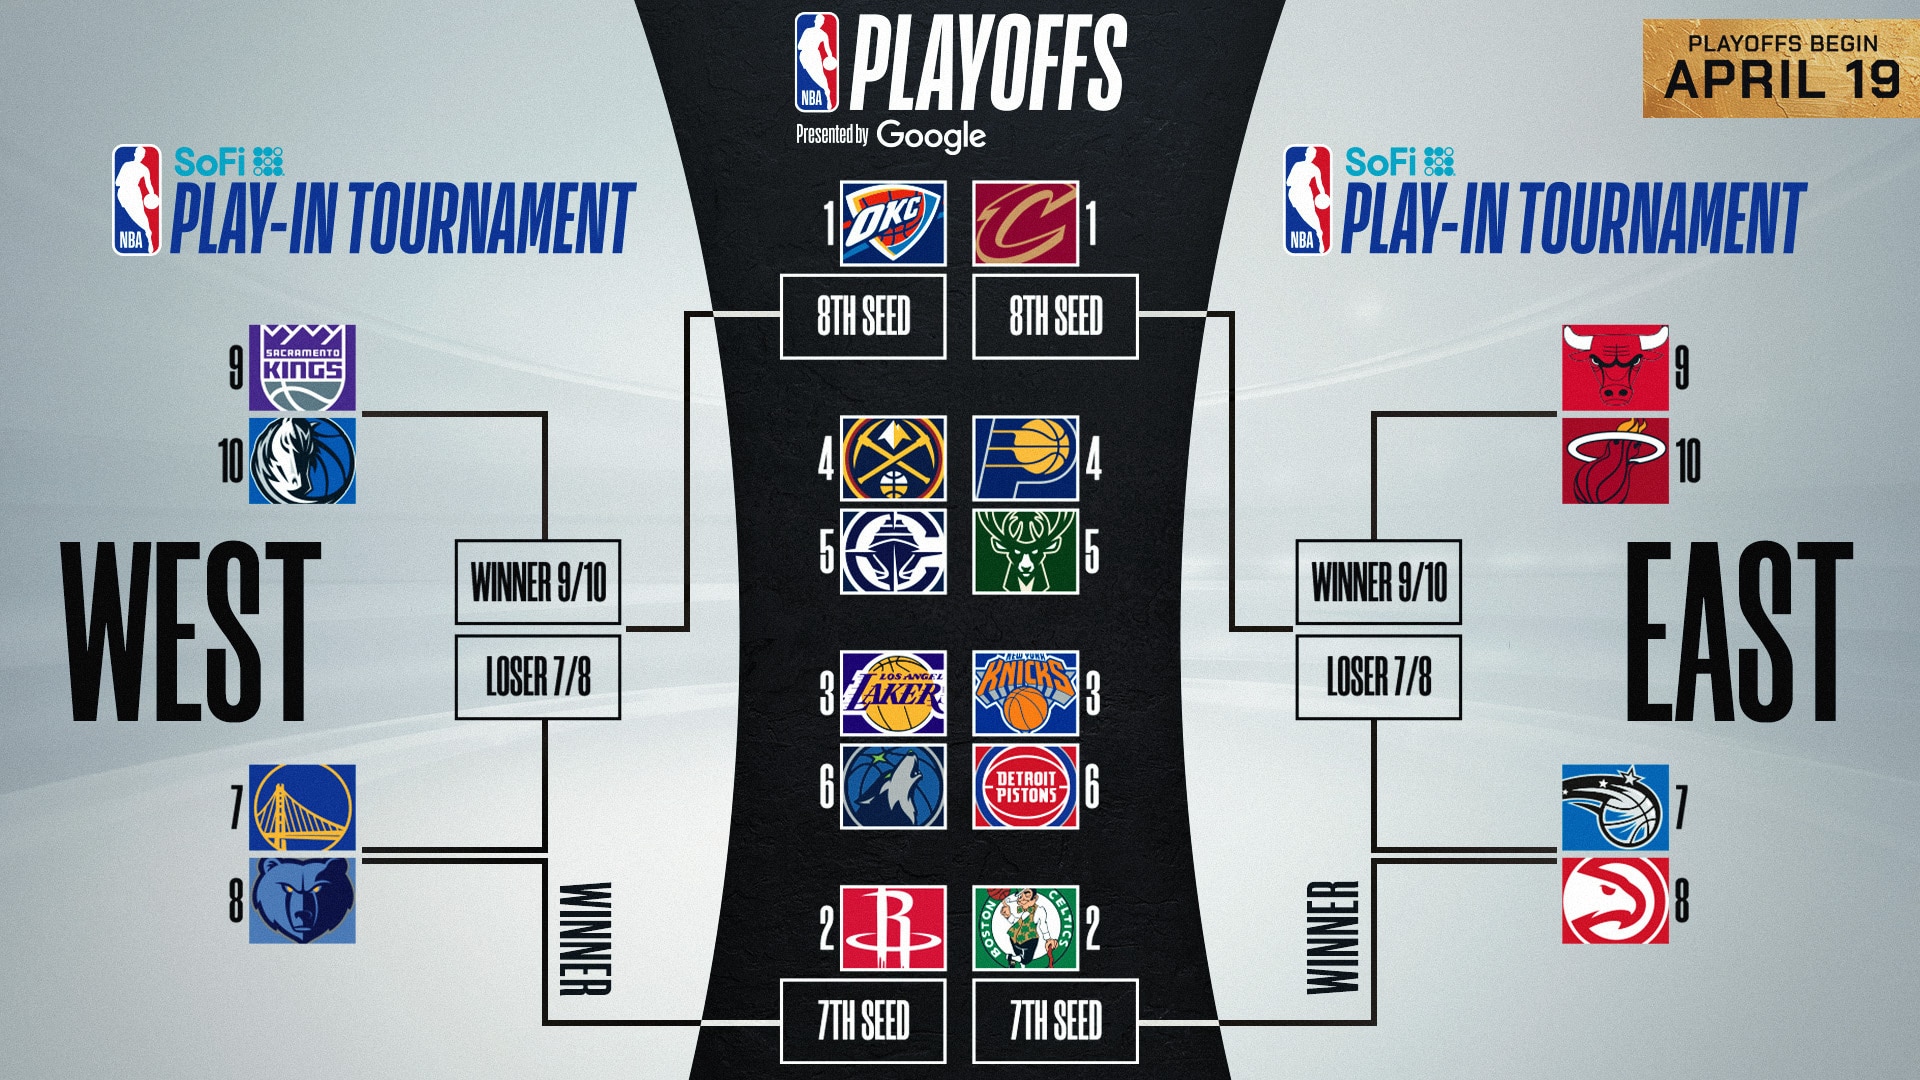 NBA
PLAYOFFS
Presented by Google
PLAYOFFS BEGIN
APRIL 19
NBA
SoFi
PLAY-IN TOURNAMENT
9
SACRAMENTO
KINGS
10
WEST
WINNER 9/10
LOSER 7/8
7
8
WINNER
1
OKC
8TH SEED
4
5
3
LOS ANGEL
LAKER
6
2
R
7TH SEED
C
1
8TH SEED
4
5
NEW YORK
KNICKS
3
DETROIT
PISTONS
6
BOSTON
CELTICS
2
7TH SEED
NBA
SoFi
PLAY-IN TOURNAMENT
9
10
EAST
WINNER 9/10
LOSER 7/8
7
8
WINNER